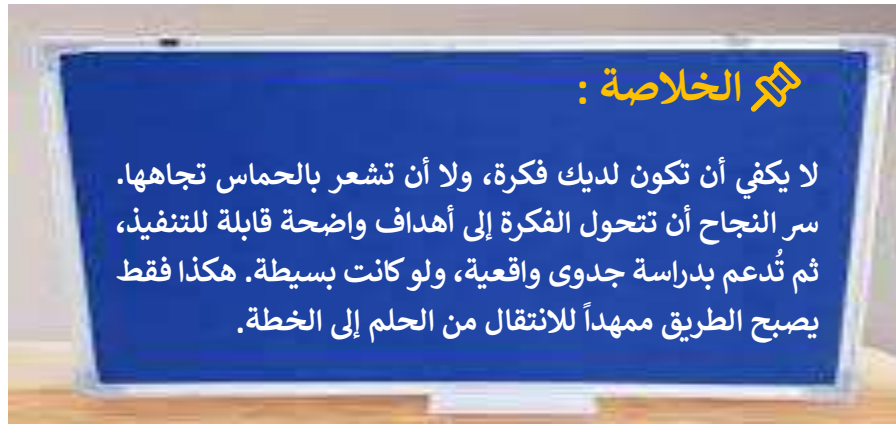 الخلاصة :
لا يكفي أن تكون لديك فكرة، ولا أن تشعر بالحماس تجاهها.
سر النجاح أن تتحول الفكرة إلى أهداف واضحة قابلة للتنفيذ،
ثم تُدعم بدراسة جدوى واقعية، ولو كانت بسيطة. هكذا فقط
يصبح الطريق ممهداً للانتقال من الحلم إلى الخطة.